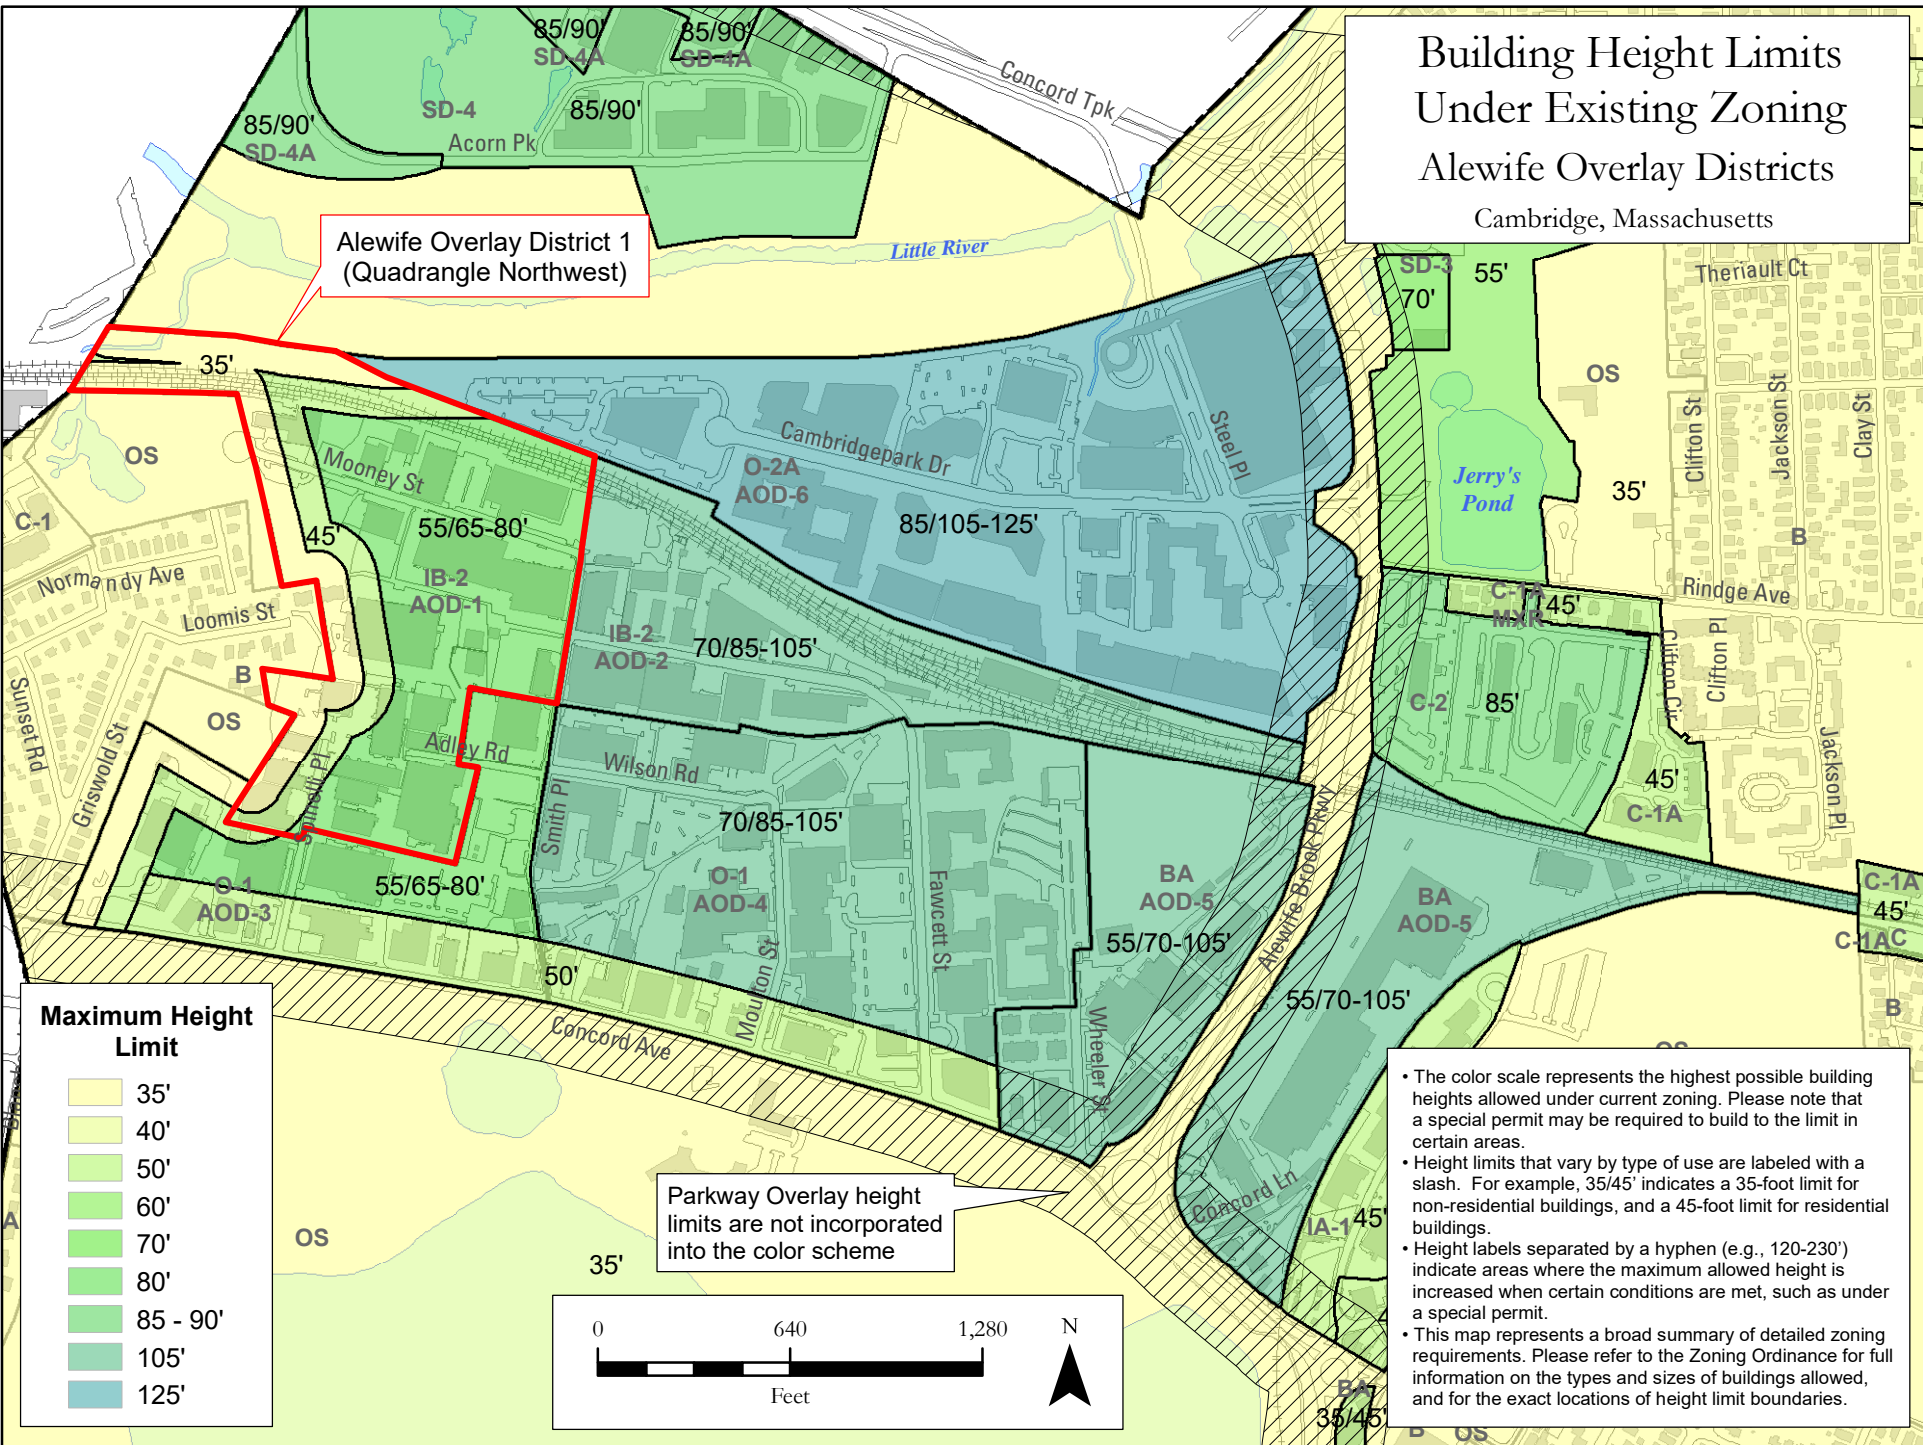 Building Height Limits
Under Existing Zoning
Alewife Overlay Districts
Cambridge, Massachusetts
85/90'
SD-4A
85/90'
SD-4A
Concord Tpk
SD-4
85/90'
85/90'
SD-4A
Acorn Pk
Alewife Overlay District 1
(Quadrangle Northwest)
Little River
SD-3
70'
55'
Theriault Ct
35'
OS
Clifton St
Jackson St
Clay St
OS
Mooney St
Cambridgepark Dr
Steel Pl
O-2A
AOD-6
85/105-125'
Jerry's
Pond
35'
C-1
45'
55/65-80'
B
Normandy Ave
IB-2
AOD-1
Loomis St
C-1A
MXR
45'
Rindge Ave
IB-2
AOD-2
70/85-105'
Clifton Cir
Clifton Pl
B
Sunset Rd
OS
Griswold St
C-2
85'
Adley Rd
Wilson Rd
Jackson Pl
45'
C-1A
Spinelli Pl
Smith Pl
70/85-105'
Alewife Brook Pkwy
O-1
AOD-3
55/65-80'
O-1
AOD-4
Fawcett St
BA
AOD-5
BA
AOD-5
C-1A
45'
C-1A
C
55/70-105'
50'
Moulton St
55/70-105'
Concord Ave
Wheeler St
B
OS
Maximum Height
Limit
35'
40'
50'
60'
70'
80'
85 - 90'
105'
125'
A
OS
35'
Parkway Overlay height
limits are not incorporated
into the color scheme
Concord Ln
IA-1
45'
• The color scale represents the highest possible building
heights allowed under current zoning. Please note that
a special permit may be required to build to the limit in
certain areas.
• Height limits that vary by type of use are labeled with a
slash. For example, 35/45’ indicates a 35-foot limit for
non-residential buildings, and a 45-foot limit for residential
buildings.
• Height labels separated by a hyphen (e.g., 120-230’)
indicate areas where the maximum allowed height is
increased when certain conditions are met, such as under
a special permit.
• This map represents a broad summary of detailed zoning
requirements. Please refer to the Zoning Ordinance for full
information on the types and sizes of buildings allowed,
and for the exact locations of height limit boundaries.
0
640
1,280
Feet
N
BA
35/45'
B
OS